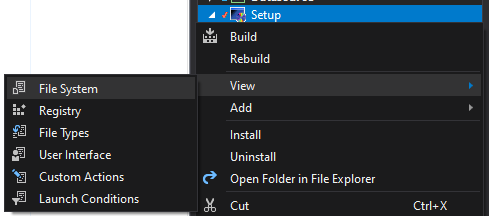 Setup
Build
Rebuild
View
Add
Install
Uninstall
Open Folder in File Explorer
Cut Ctrl+X
File System
Registry
File Types
User Interface
Custom Actions
Launch Conditions